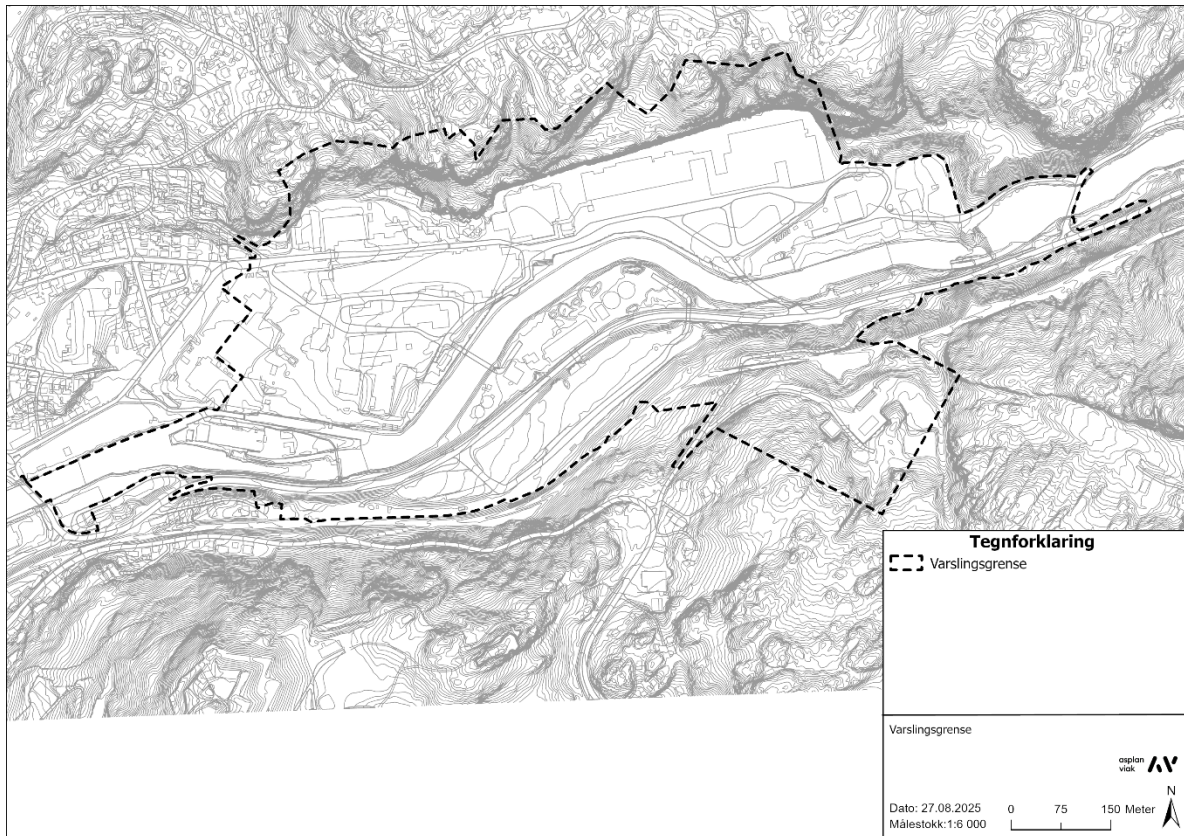 Tegnforklaring
Varslingsgrense
Varslingsgrense
asplan
viak
N
Dato: 27.08.2025
0 75 150 Meter
Målestokk:1:6 000